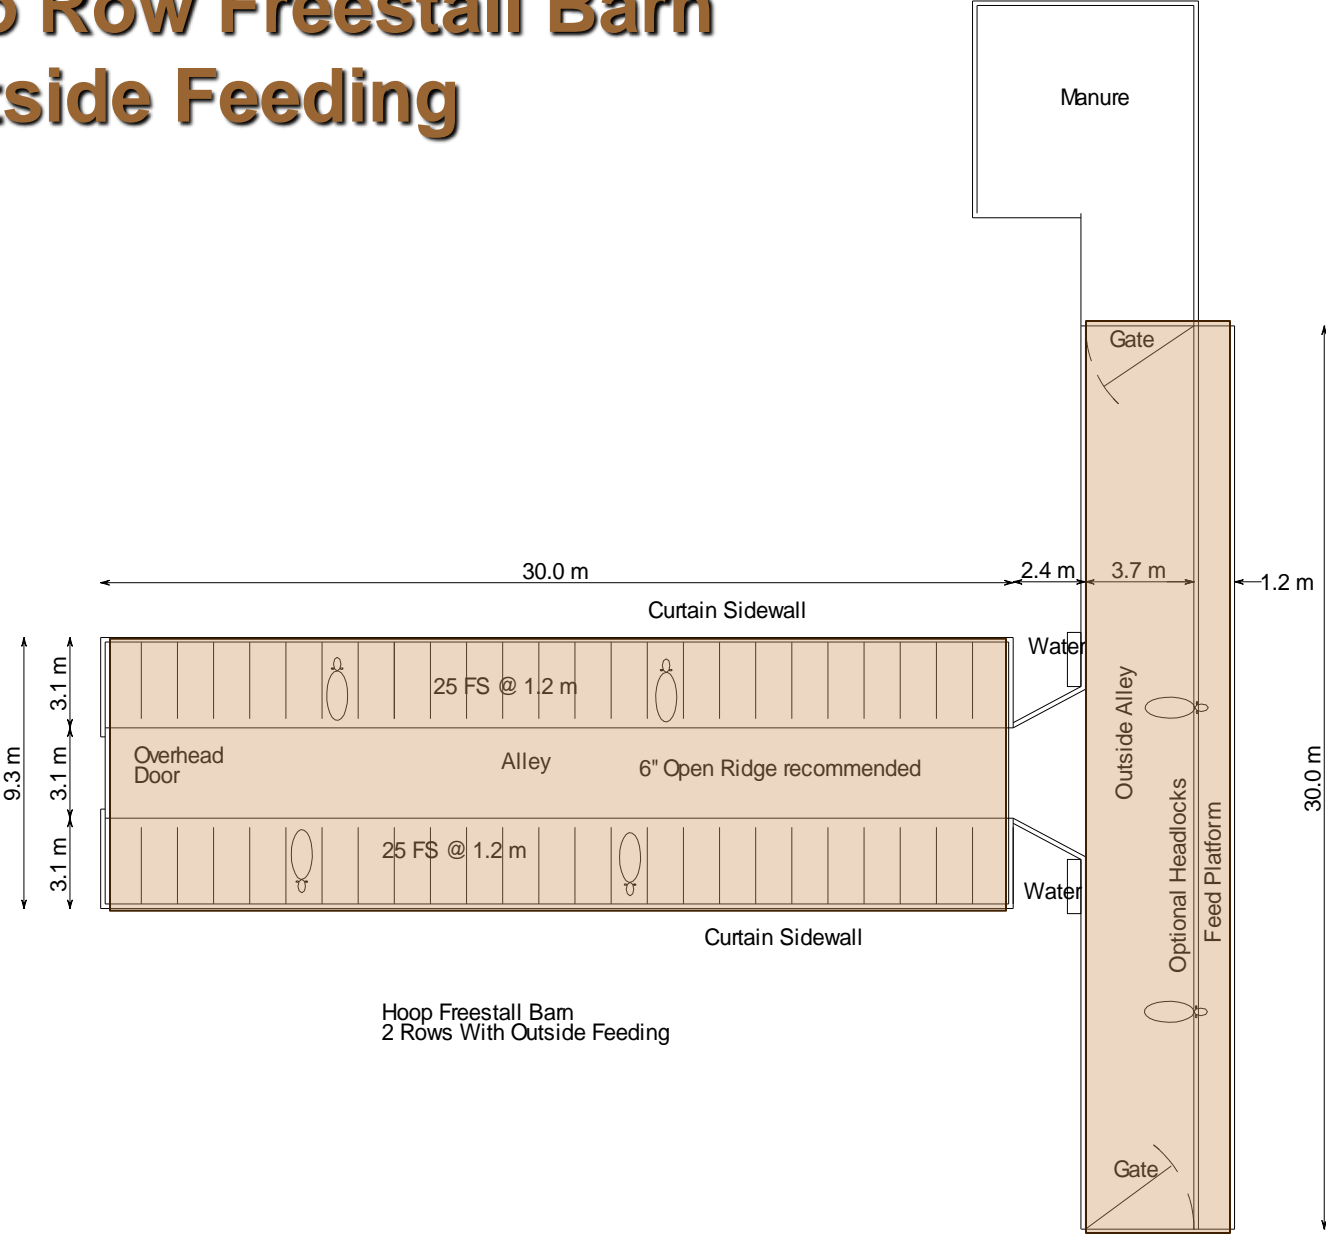 Row Freestall Barn
Feeding
Manure
Gate
30.0 m
2.4 m
3.7 m
1.2 m
Curtain Sidewall
Water
3.1 m
25 FS @ 1.2 m
Outside Alley
Overhead
Door
Alley
6" Open Ridge recommended
9.3 m
3.1 m
30.0 m
Optional Headlocks
Feed Platform
3.1 m
25 FS @ 1.2 m
Water
Curtain Sidewall
Hoop Freestall Barn
2 Rows With Outside Feeding
Gate